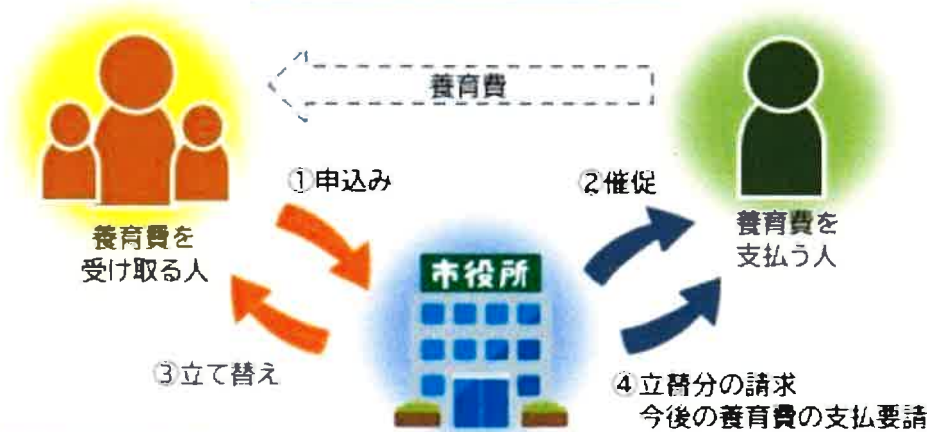 養育費
①申込み
②催促
養育費を
受け取る人
養育費を
支払う人
市役所
③立て替え
④立替分の請求
今後の養育費の支払要請